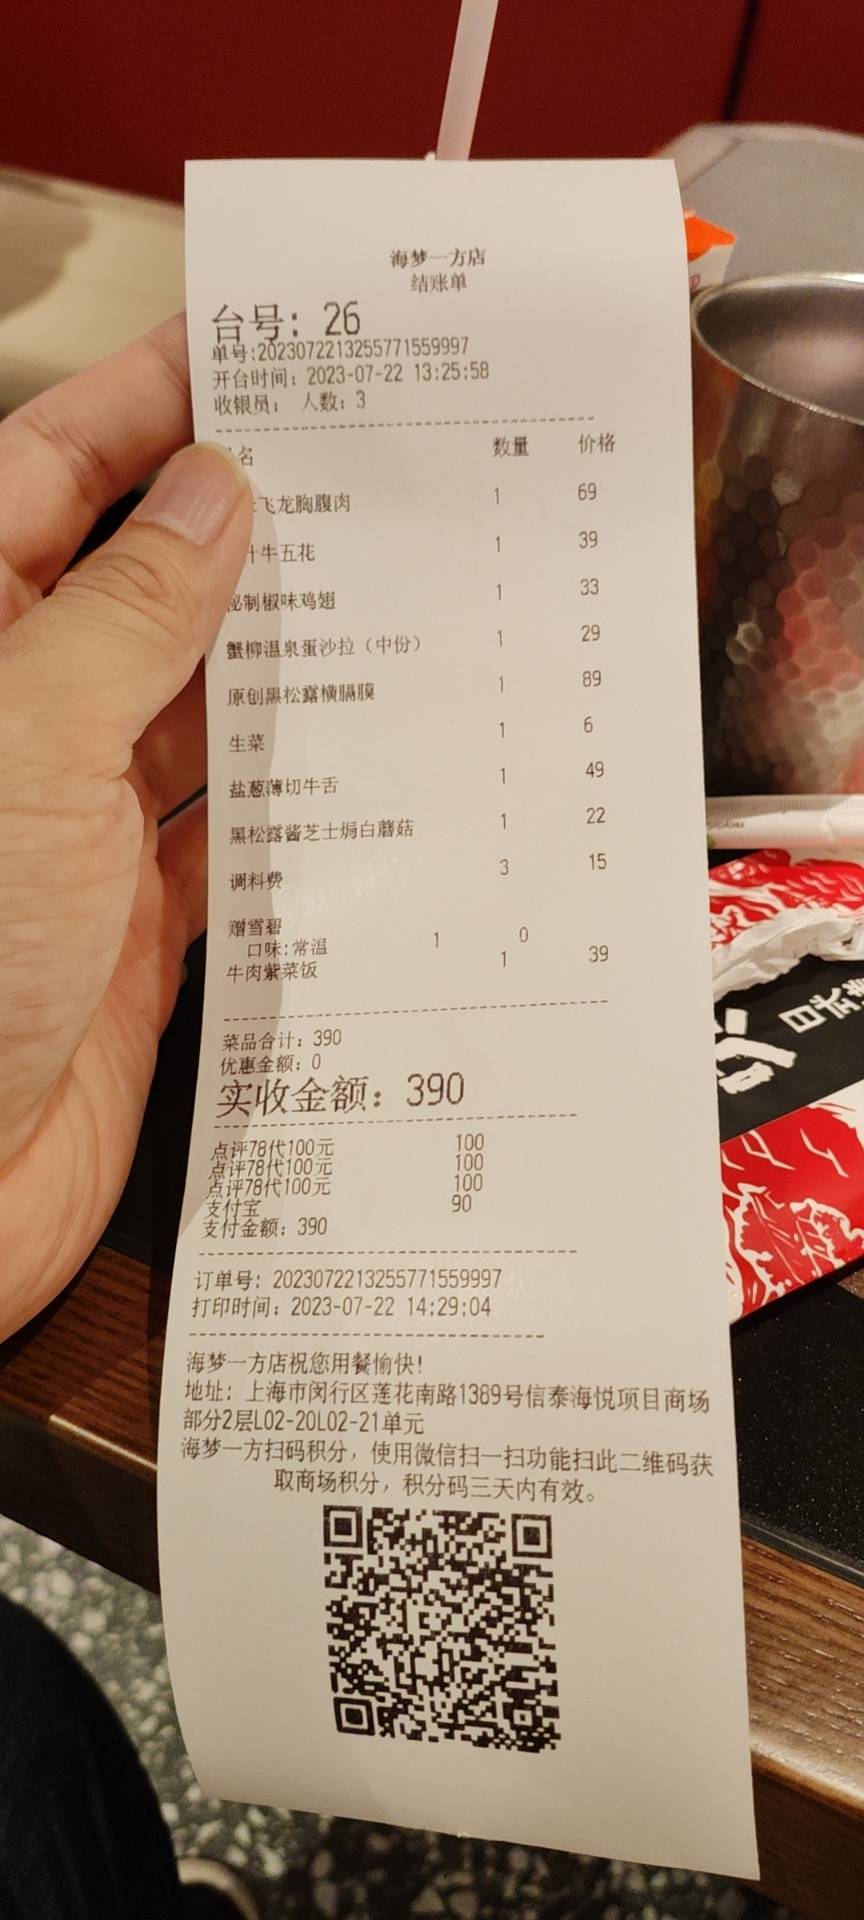 海梦一方店
结账单
台号: 26
单号:2023072213255771559997
开台时间: 2023-07-22 13:25:58
收银员: 人数: 3
名 数量 价格
飞龙胸腹肉 1 69
牛五花 1 39
秘制椒味鸡翅 1 33
蟹柳温泉蛋沙拉（中份） 1 29
原创黑松露横膈膜 1 89
生菜 1 6
盐葱薄切牛舌 1 49
黑松露酱芝士焗白蘑菇 1 22
调料费 3 15
赠雪碧
口味:常温 1 0
牛肉紫菜饭 1 39
菜品合计: 390
优惠金额: 0
实收金额: 390
点评78代100元 100
点评78代100元 100
点评78代100元 100
支付宝 90
支付金额: 390
订单号: 2023072213255771559997
打印时间: 2023-07-22 14:29:04
海梦一方店祝您用餐愉快!
地址: 上海市闵行区莲花南路1389号信泰海悦项目商场
部分2层L02-20L02-21单元
海梦一方扫码积分, 使用微信扫一扫功能扫此二维码获
取商场积分, 积分码三天内有效。